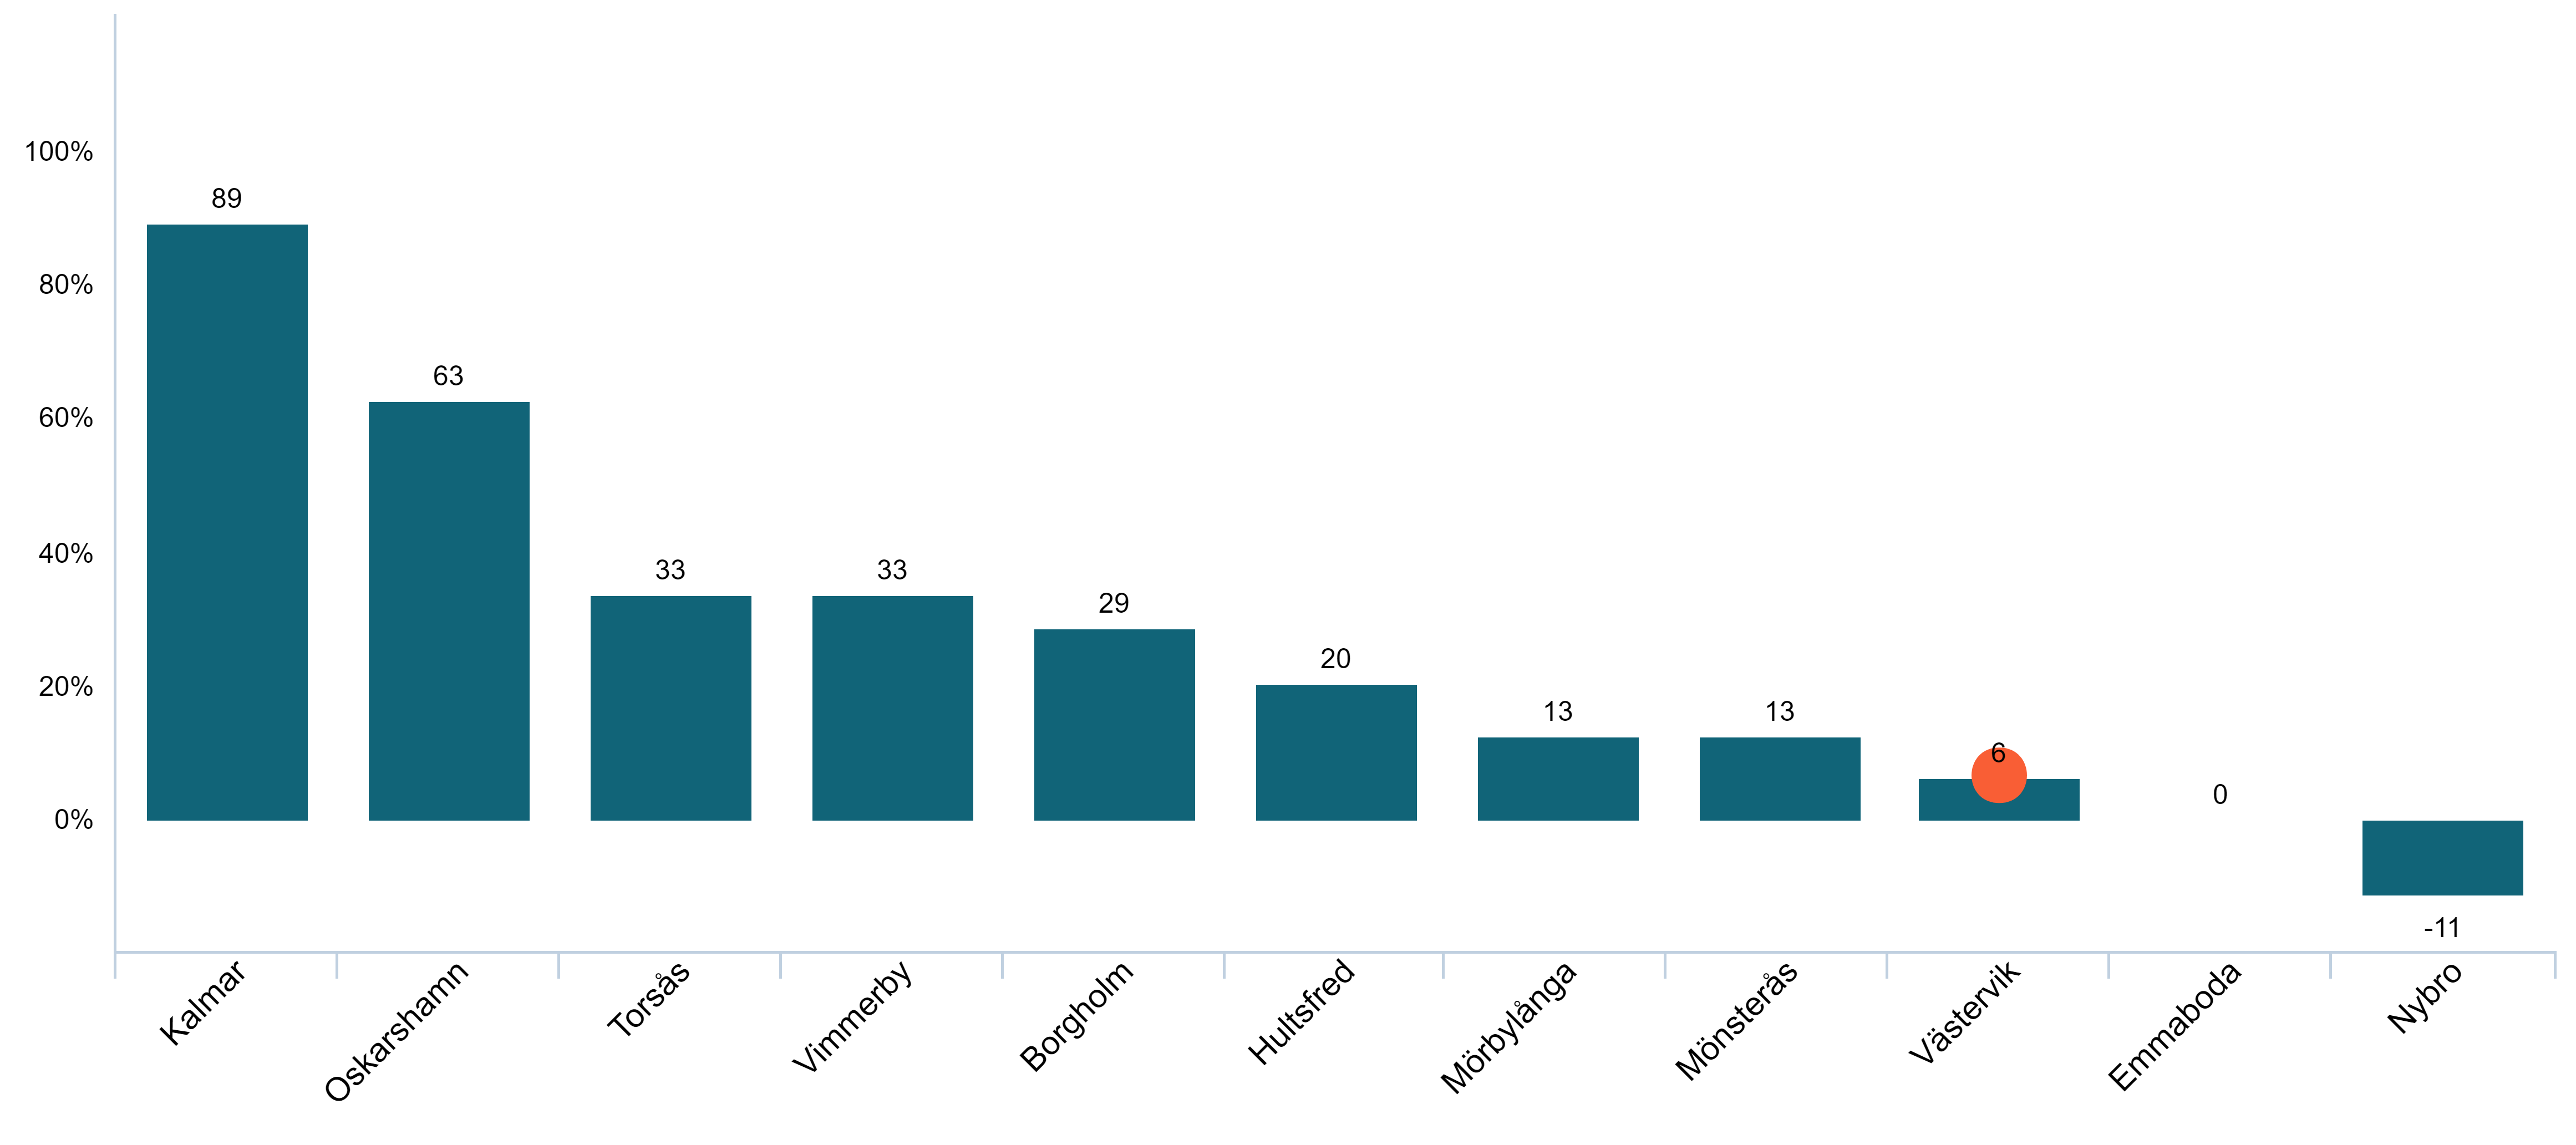 100%
80%
60%
40%
20%
0%
89
63
33
33
29
20
13
13
6
0
-11
Kalmar
Oskarshamn
Torsås
Vimmerby
Borgholm
Hultsfred
Mörbylånga
Mönsterås
Västervik
Emmaboda
Nybro